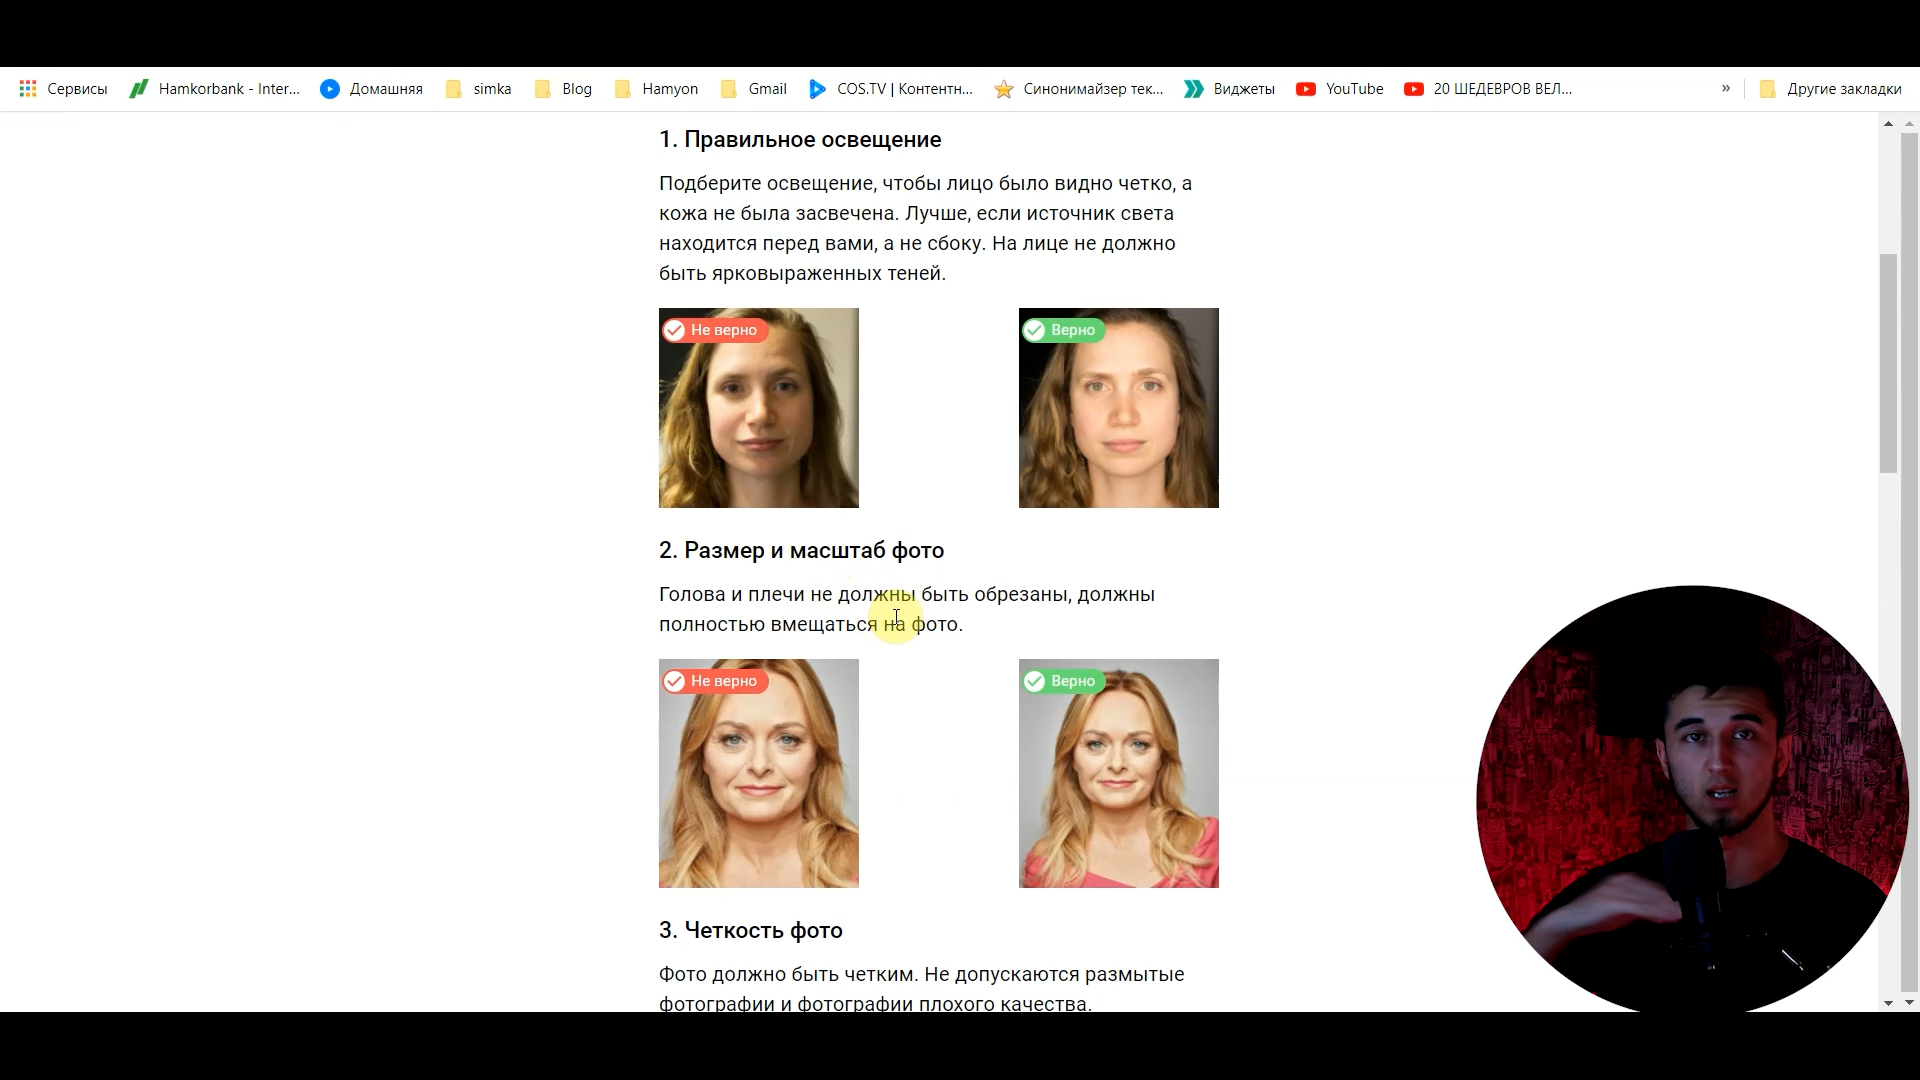 Сервисы Hamkorbank - Inter... Домашняя simka Blog Hamyon Gmail COS.TV | Контентн... Синонимайзер тек... Виджеты YouTube 20 ШЕДЕВРОВ ВЕЛ... » Другие закладки
1. Правильное освещение
Подберите освещение, чтобы лицо было видно четко, а
кожа не была засвечена. Лучше, если источник света
находится перед вами, а не сбоку. На лице не должно
быть ярковыраженных теней.
Не верно
Верно
2. Размер и масштаб фото
Голова и плечи не должны быть обрезаны, должны
полностью вмещаться на фото.
Не верно
Верно
3. Четкость фото
Фото должно быть четким. Не допускаются размытые
фотографии и фотографии плохого качества.